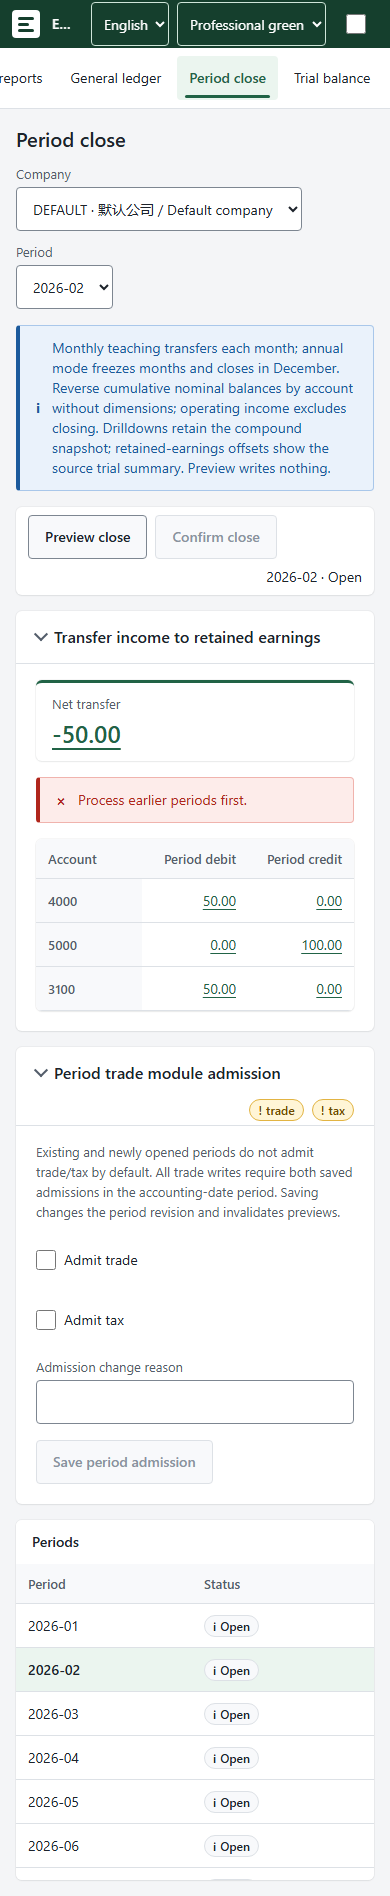 E...
English
Professional green
reports
General ledger
Period close
Trial balance
Period close
Company
DEFAULT · 默认公司 / Default company
Period
2026-02
Monthly teaching transfers each month; annual
mode freezes months and closes in December.
Reverse cumulative nominal balances by account
i without dimensions; operating income excludes
closing. Drilldowns retain the compound
snapshot; retained-earnings offsets show the
source trial summary. Preview writes nothing.
Preview close
Confirm close
2026-02 · Open
Transfer income to retained earnings
Net transfer
-50.00
× Process earlier periods first.
Account Period debit Period credit
4000 50.00 0.00
5000 0.00 100.00
3100 50.00 0.00
Period trade module admission
! trade ! tax
Existing and newly opened periods do not admit
trade/tax by default. All trade writes require both saved
admissions in the accounting-date period. Saving
changes the period revision and invalidates previews.
Admit trade
Admit tax
Admission change reason
Save period admission
Periods
Period Status
2026-01 i Open
2026-02 i Open
2026-03 i Open
2026-04 i Open
2026-05 i Open
2026-06 i Open